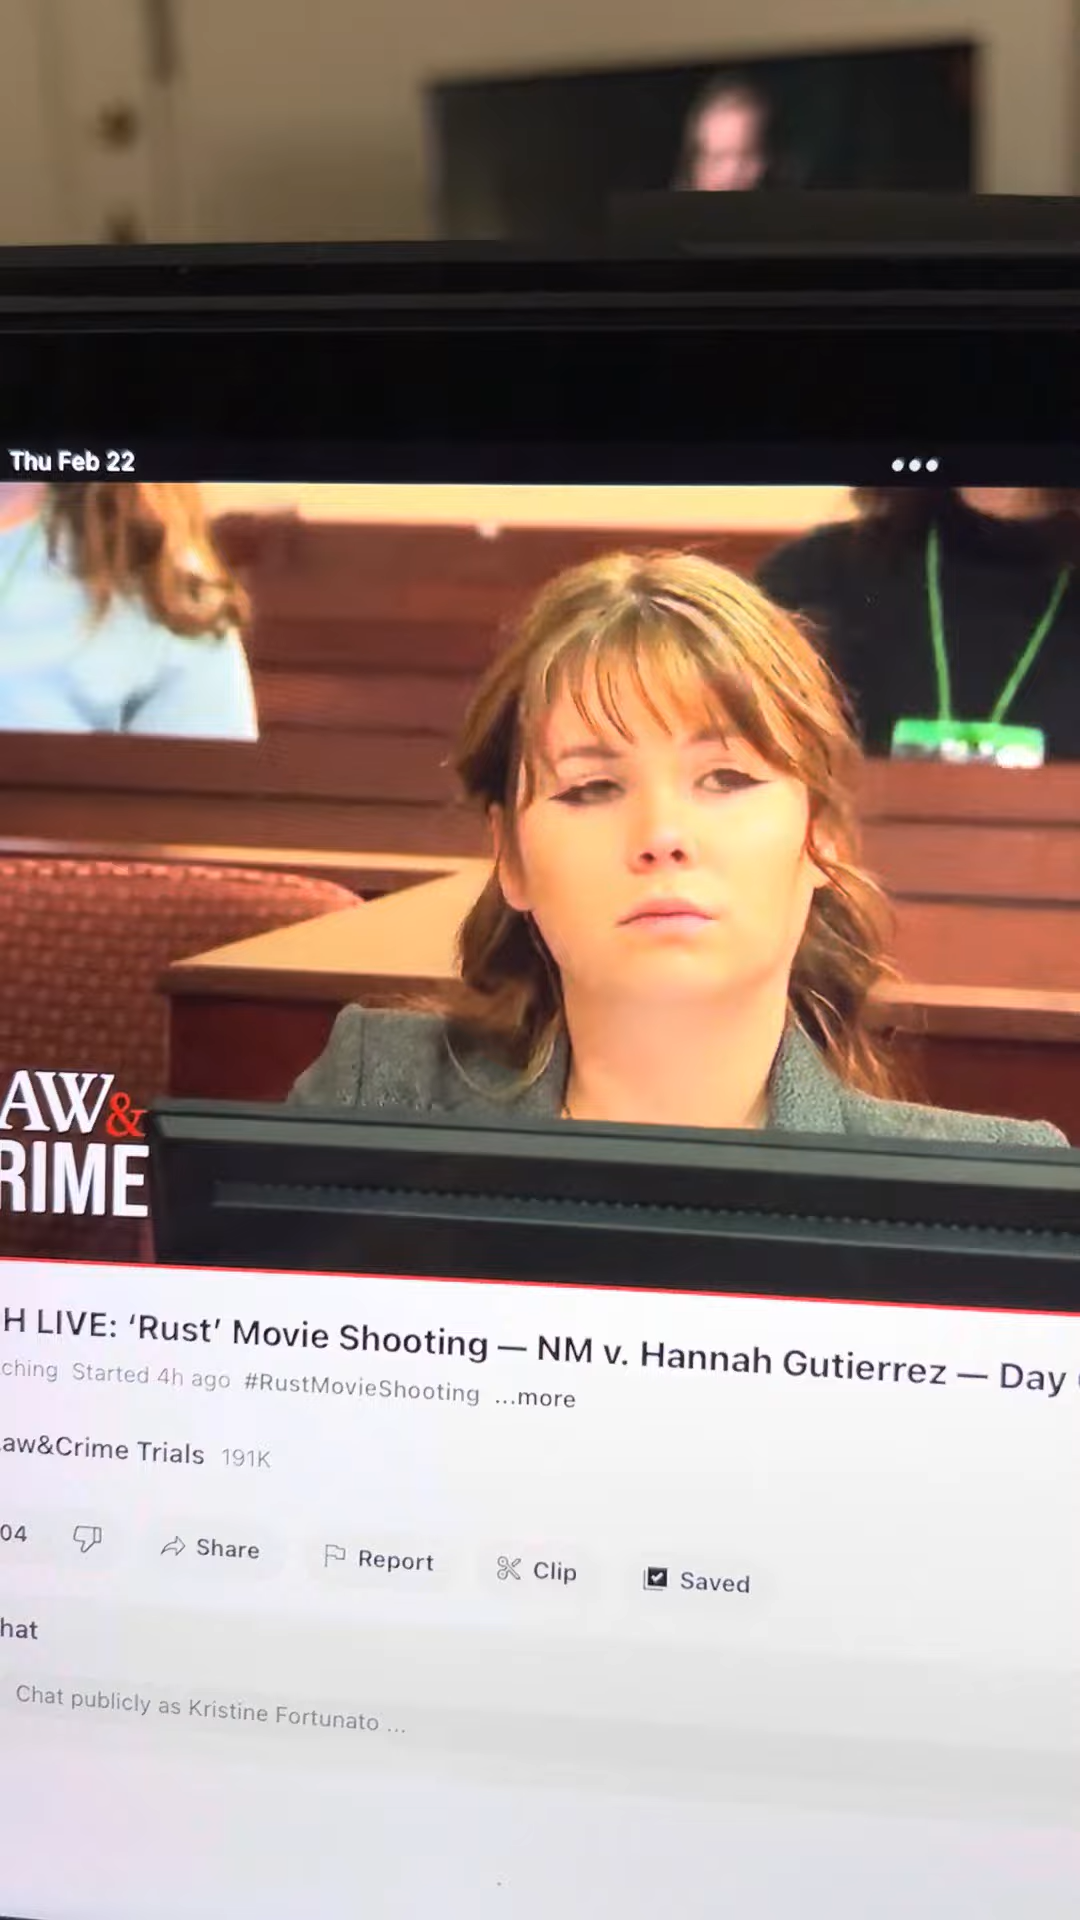 Thu Feb 22
AW&
RIME
H LIVE: ‘Rust’ Movie Shooting — NM v. Hannah Gutierrez — Day
ching Started 4h ago #RustMovieShooting ...more
aw&Crime Trials 191K
04 Share Report Clip Saved
hat
Chat publicly as Kristine Fortunato ...